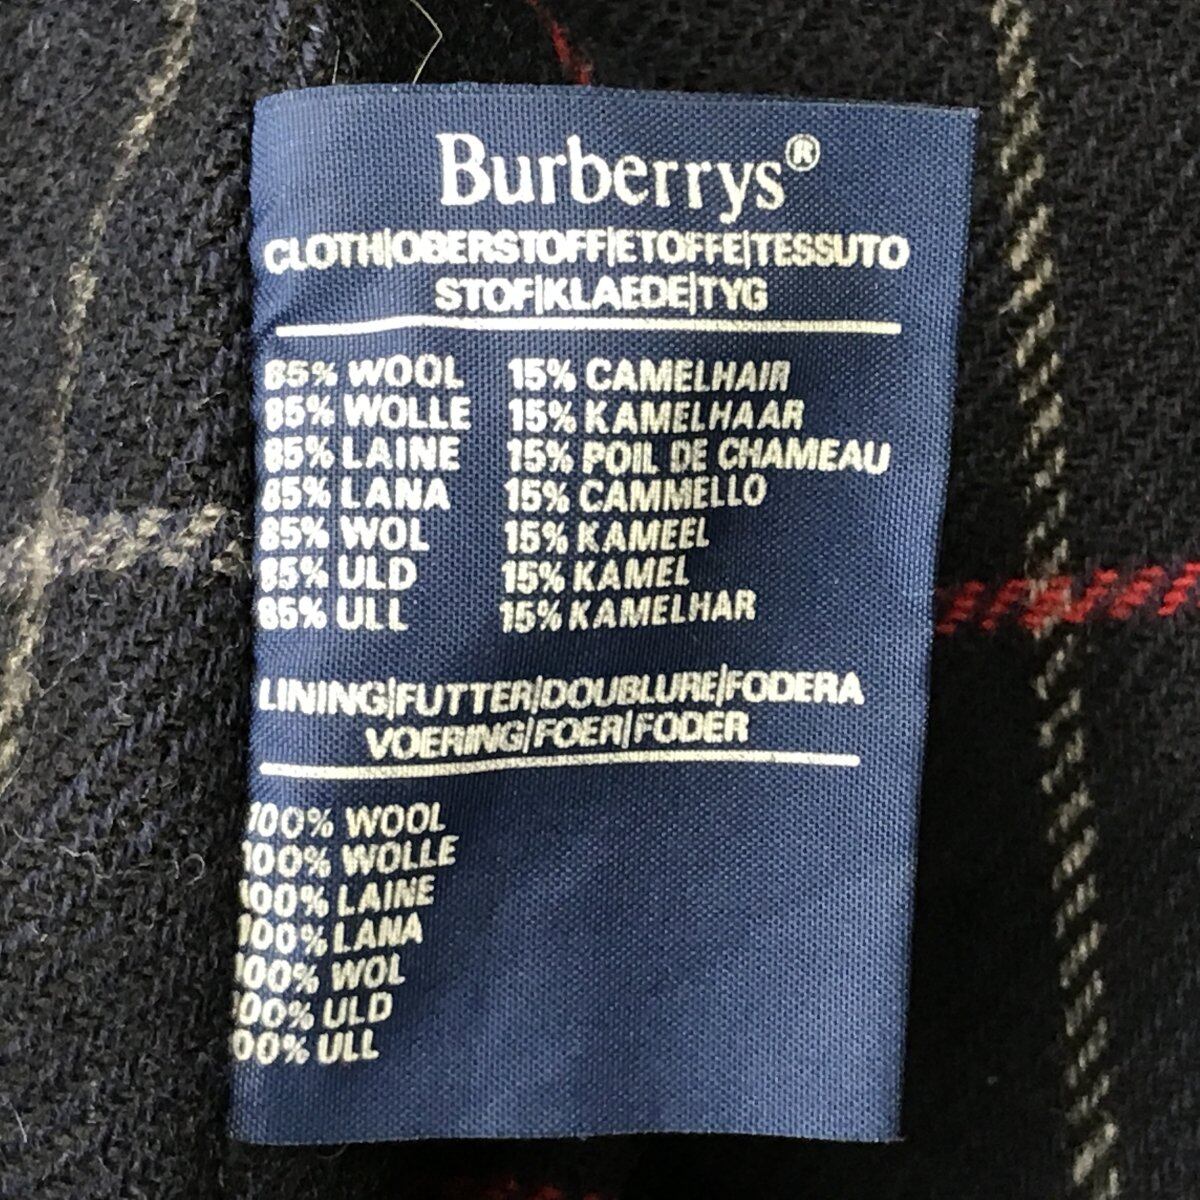 Burberrys®
CLOTH|OBERSTOFF|ETOFFE|TESSUTO
STOF|KLAEDE|TYG
85% WOOL 15% CAMELHAIR
85% WOLLE 15% KAMELHAAR
85% LAINE 15% POIL DE CHAMEAU
85% LANA 15% CAMMELLO
85% WOL 15% KAMEEL
85% ULD 15% KAMEL
85% ULL 15% KAMELHAR
LINING|FUTTER|DOUBLURE|FODERA
VOERING|FOER|FODER
100% WOOL
100% WOLLE
100% LAINE
100% LANA
100% WOL
100% ULD
00% ULL